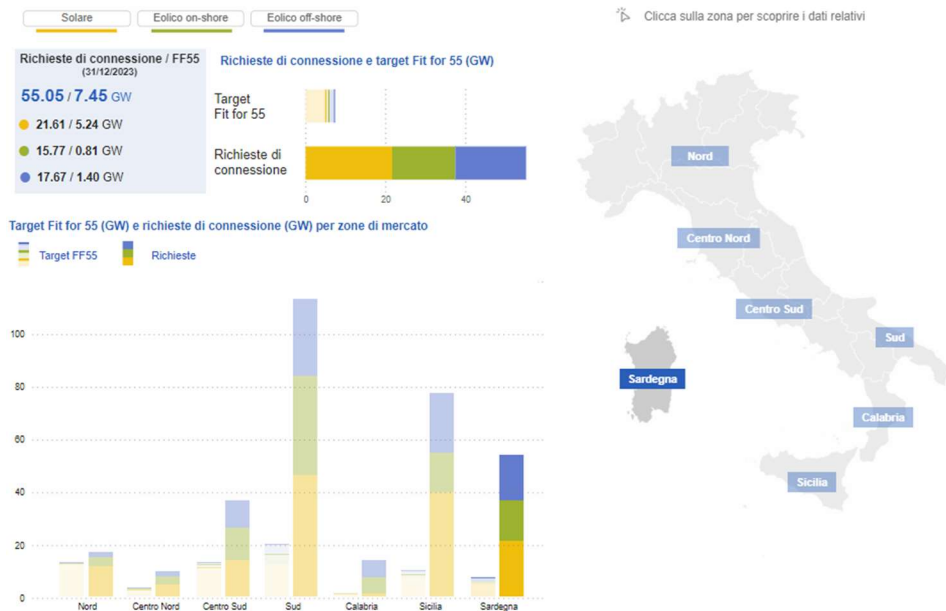 Solare
Eolico on-shore
Eolico off-shore
Clicca sulla zona per scoprire i dati relativi
Richieste di connessione / FF55
(31/12/2023)
55.05 / 7.45 GW
21.61 / 5.24 GW
15.77 / 0.81 GW
17.67 / 1.40 GW
Richieste di connessione e target Fit for 55 (GW)
Target
Fit for 55
Richieste di
connessione
0
20
40
Target Fit for 55 (GW) e richieste di connessione (GW) per zone di mercato
Target FF55
Richieste
100
80
60
40
20
0
Nord
Centro Nord
Centro Sud
Sud
Calabria
Sicilia
Sardegna
Nord
Centro Nord
Centro Sud
Sud
Sardegna
Calabria
Sicilia